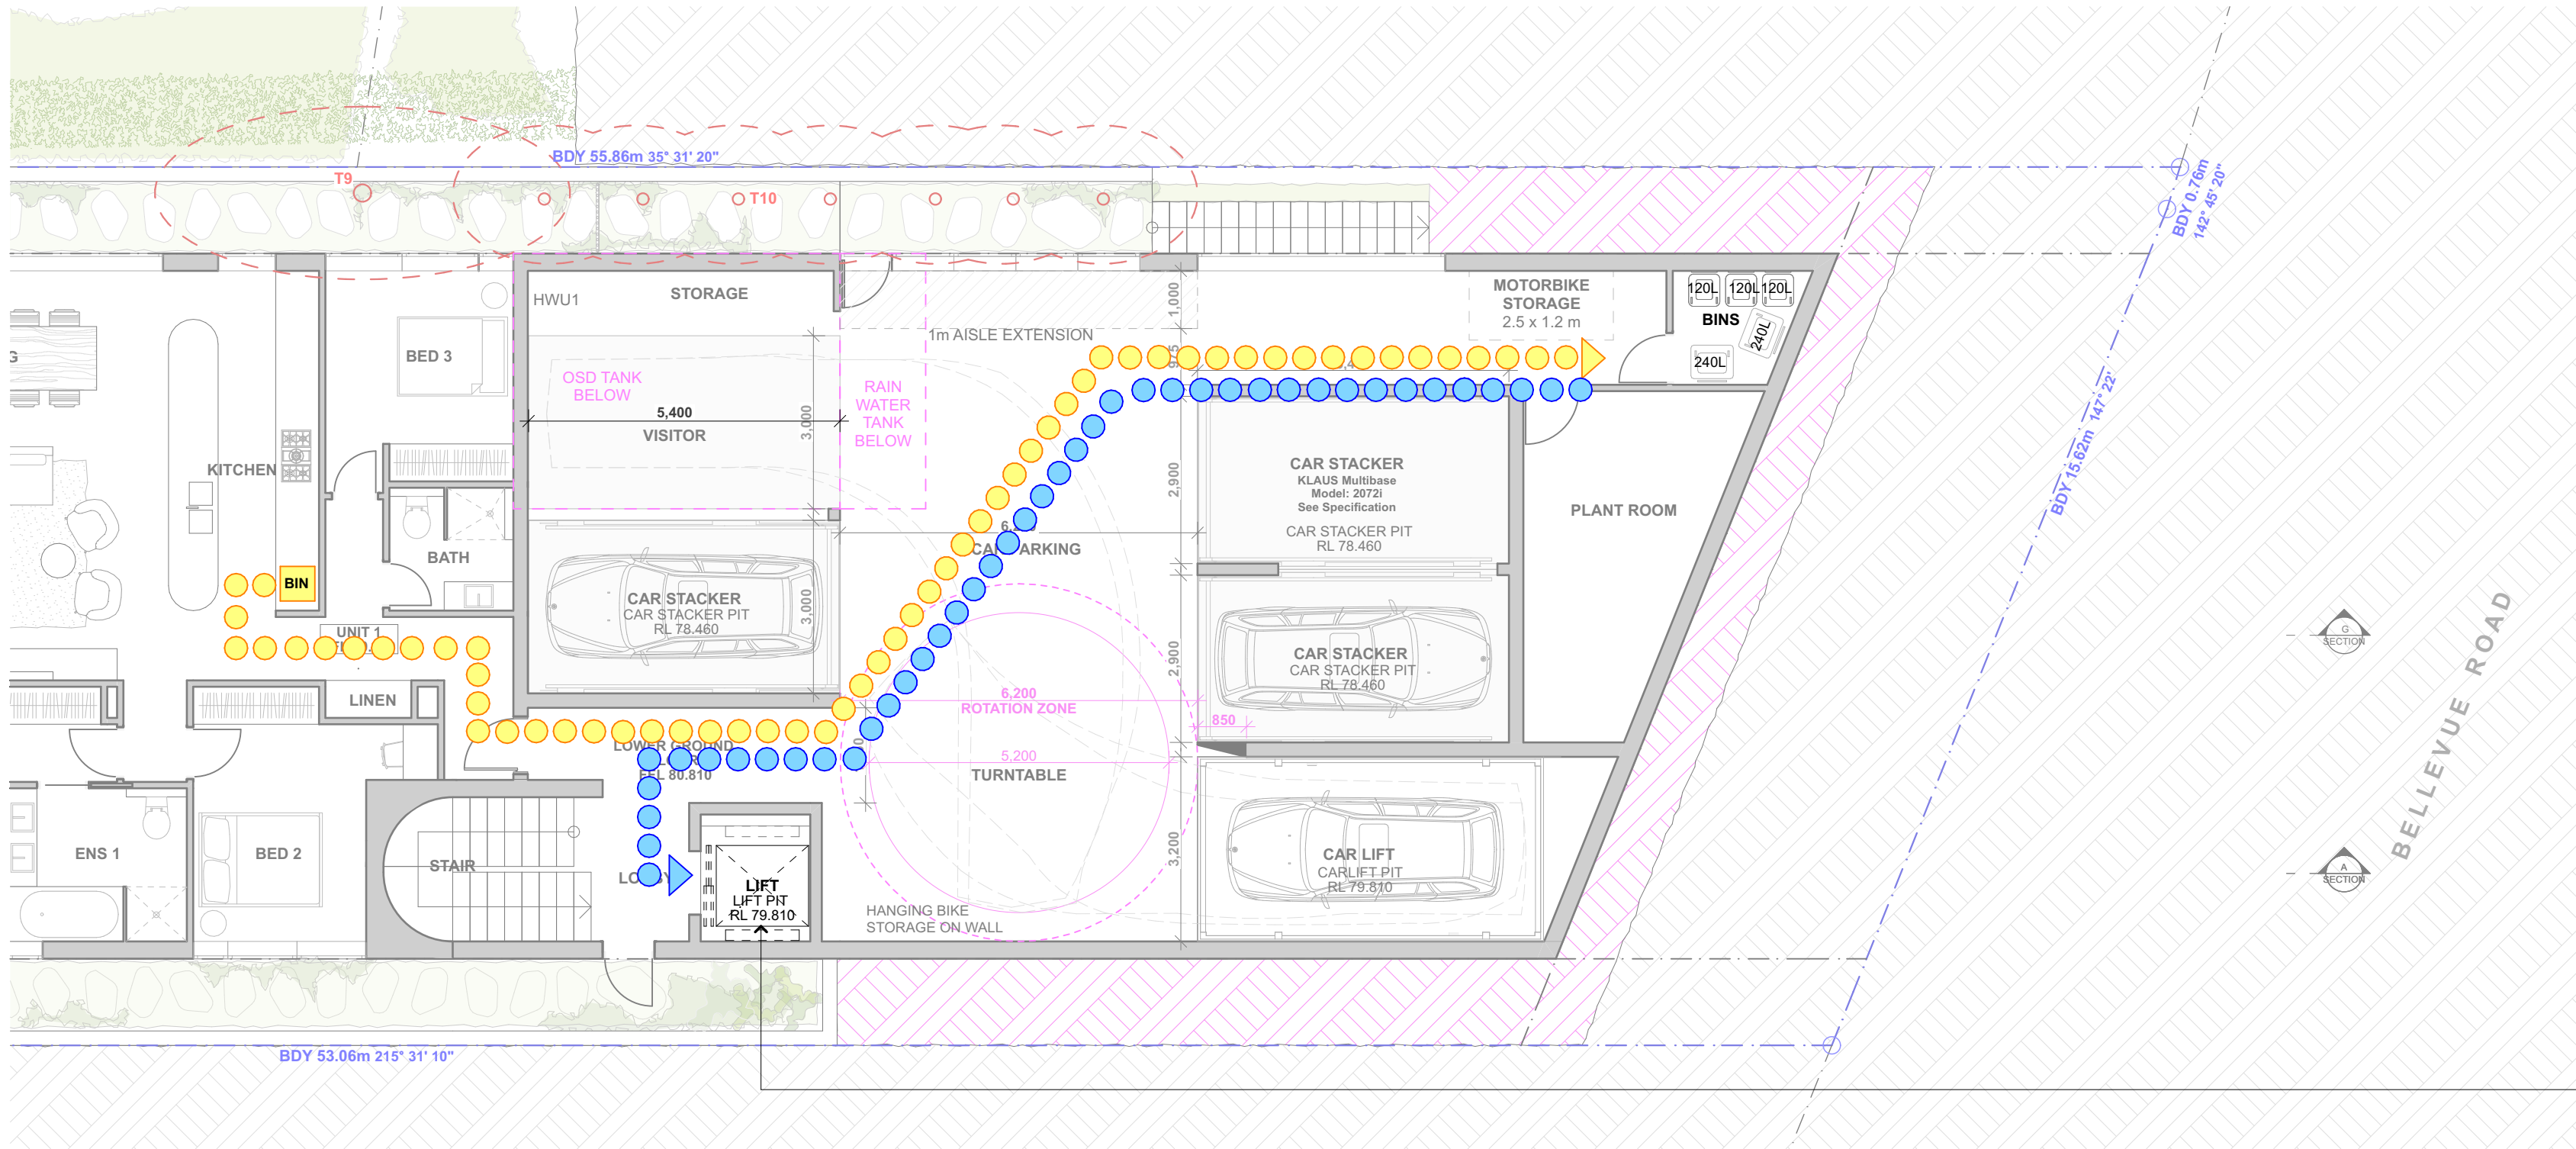 BDY 55.86m 35° 31' 20"
T9
T10
BDY 0.76m
142° 45' 20"
HWU1
STORAGE
1,000
MOTORBIKE
STORAGE
2.5 x 1.2 m
120L
120L
120L
BINS
240L
240L
1m AISLE EXTENSION
G
BED 3
OSD TANK
BELOW
5,400
VISITOR
3,000
RAIN
WATER
TANK
BELOW
KITCHEN
BATH
BIN
UNIT 1
LINEN
CAR STACKER
CAR STACKER PIT
RL 78.460
3,000
2,900
CAR STACKER
KLAUS Multibase
Model: 2072i
See Specification
CAR STACKER PIT
RL 78.460
PLANT ROOM
BDY 15.62m 147° 22'
2,900
CAR STACKER
CAR STACKER PIT
RL 78.460
6,200
ROTATION ZONE
850
5,200
TURNTABLE
LOWER GROUND
80.810
ENS 1
BED 2
STAIR
LIFT
LIFT PIT
RL 79.810
HANGING BIKE
STORAGE ON WALL
3,200
CAR LIFT
CARLIFT PIT
RL 79.810
G
SECTION
A
SECTION
BELLEVUE ROAD
BDY 53.06m 215° 31' 10"